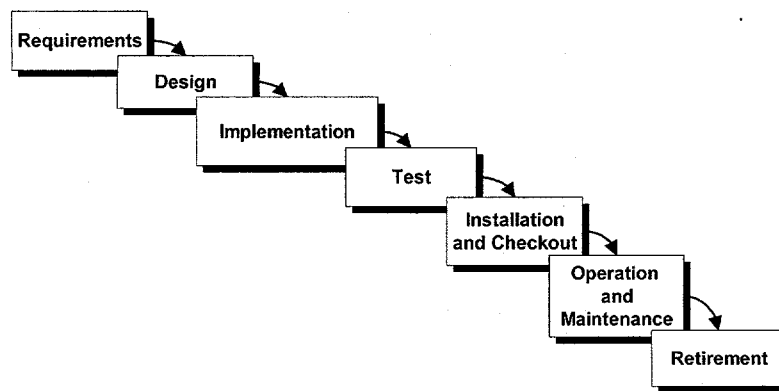 Requirements
Design
Implementation
Test
Installation
and Checkout
Operation
and
Maintenance
Retirement